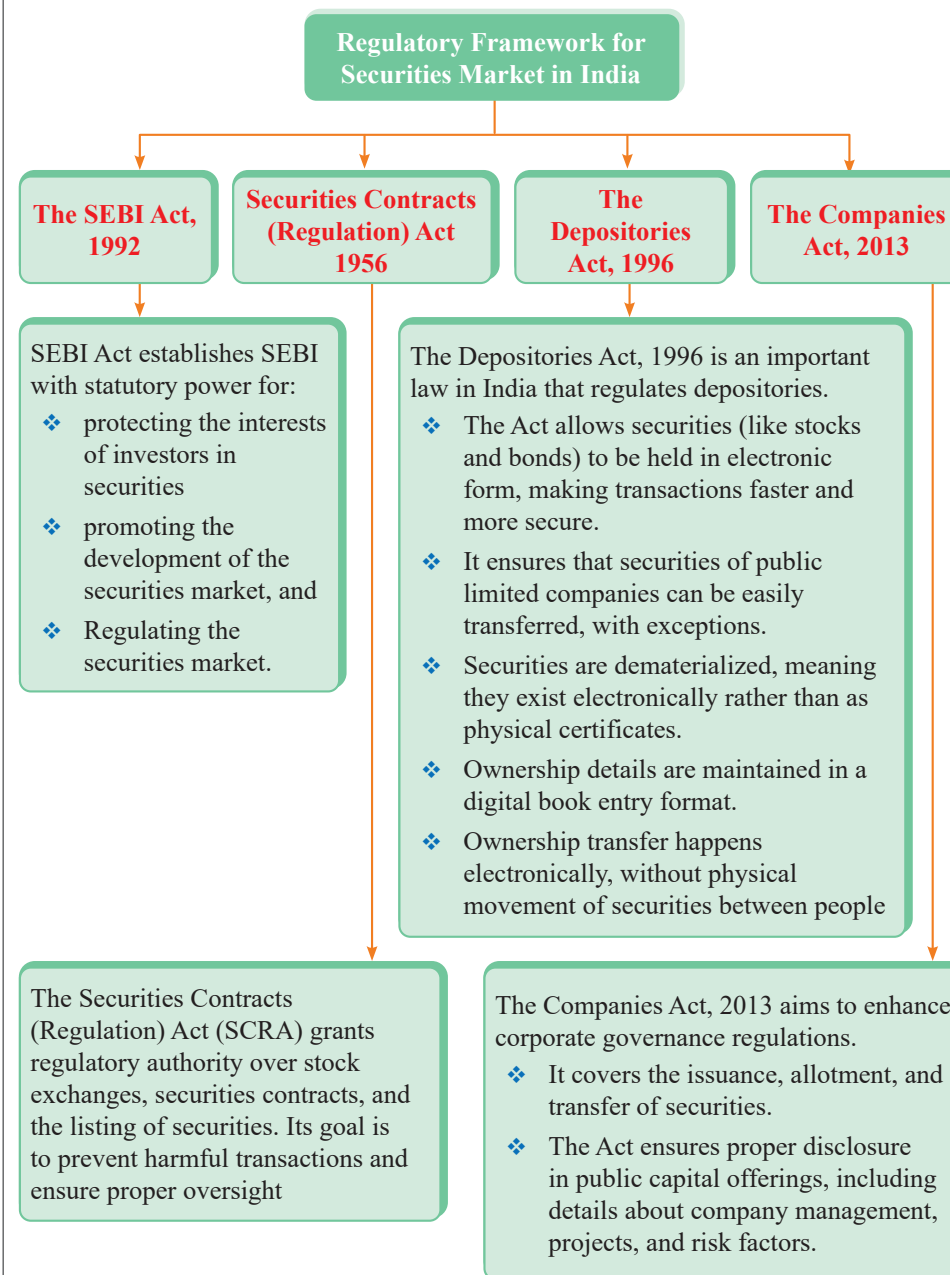 Regulatory Framework for
Securities Market in India
The SEBI Act,
1992
Securities Contracts
(Regulation) Act
1956
The
Depositories
Act, 1996
The Companies
Act, 2013
SEBI Act establishes SEBI
with statutory power for:
❖ protecting the interests
of investors in
securities
❖ promoting the
development of the
securities market, and
❖ Regulating the
securities market.
The Depositories Act, 1996 is an important
law in India that regulates depositories.
❖ The Act allows securities (like stocks
and bonds) to be held in electronic
form, making transactions faster and
more secure.
❖ It ensures that securities of public
limited companies can be easily
transferred, with exceptions.
❖ Securities are dematerialized, meaning
they exist electronically rather than as
physical certificates.
❖ Ownership details are maintained in a
digital book entry format.
❖ Ownership transfer happens
electronically, without physical
movement of securities between people
The Securities Contracts
(Regulation) Act (SCRA) grants
regulatory authority over stock
exchanges, securities contracts, and
the listing of securities. Its goal is
to prevent harmful transactions and
ensure proper oversight
The Companies Act, 2013 aims to enhance
corporate governance regulations.
❖ It covers the issuance, allotment, and
transfer of securities.
❖ The Act ensures proper disclosure
in public capital offerings, including
details about company management,
projects, and risk factors.